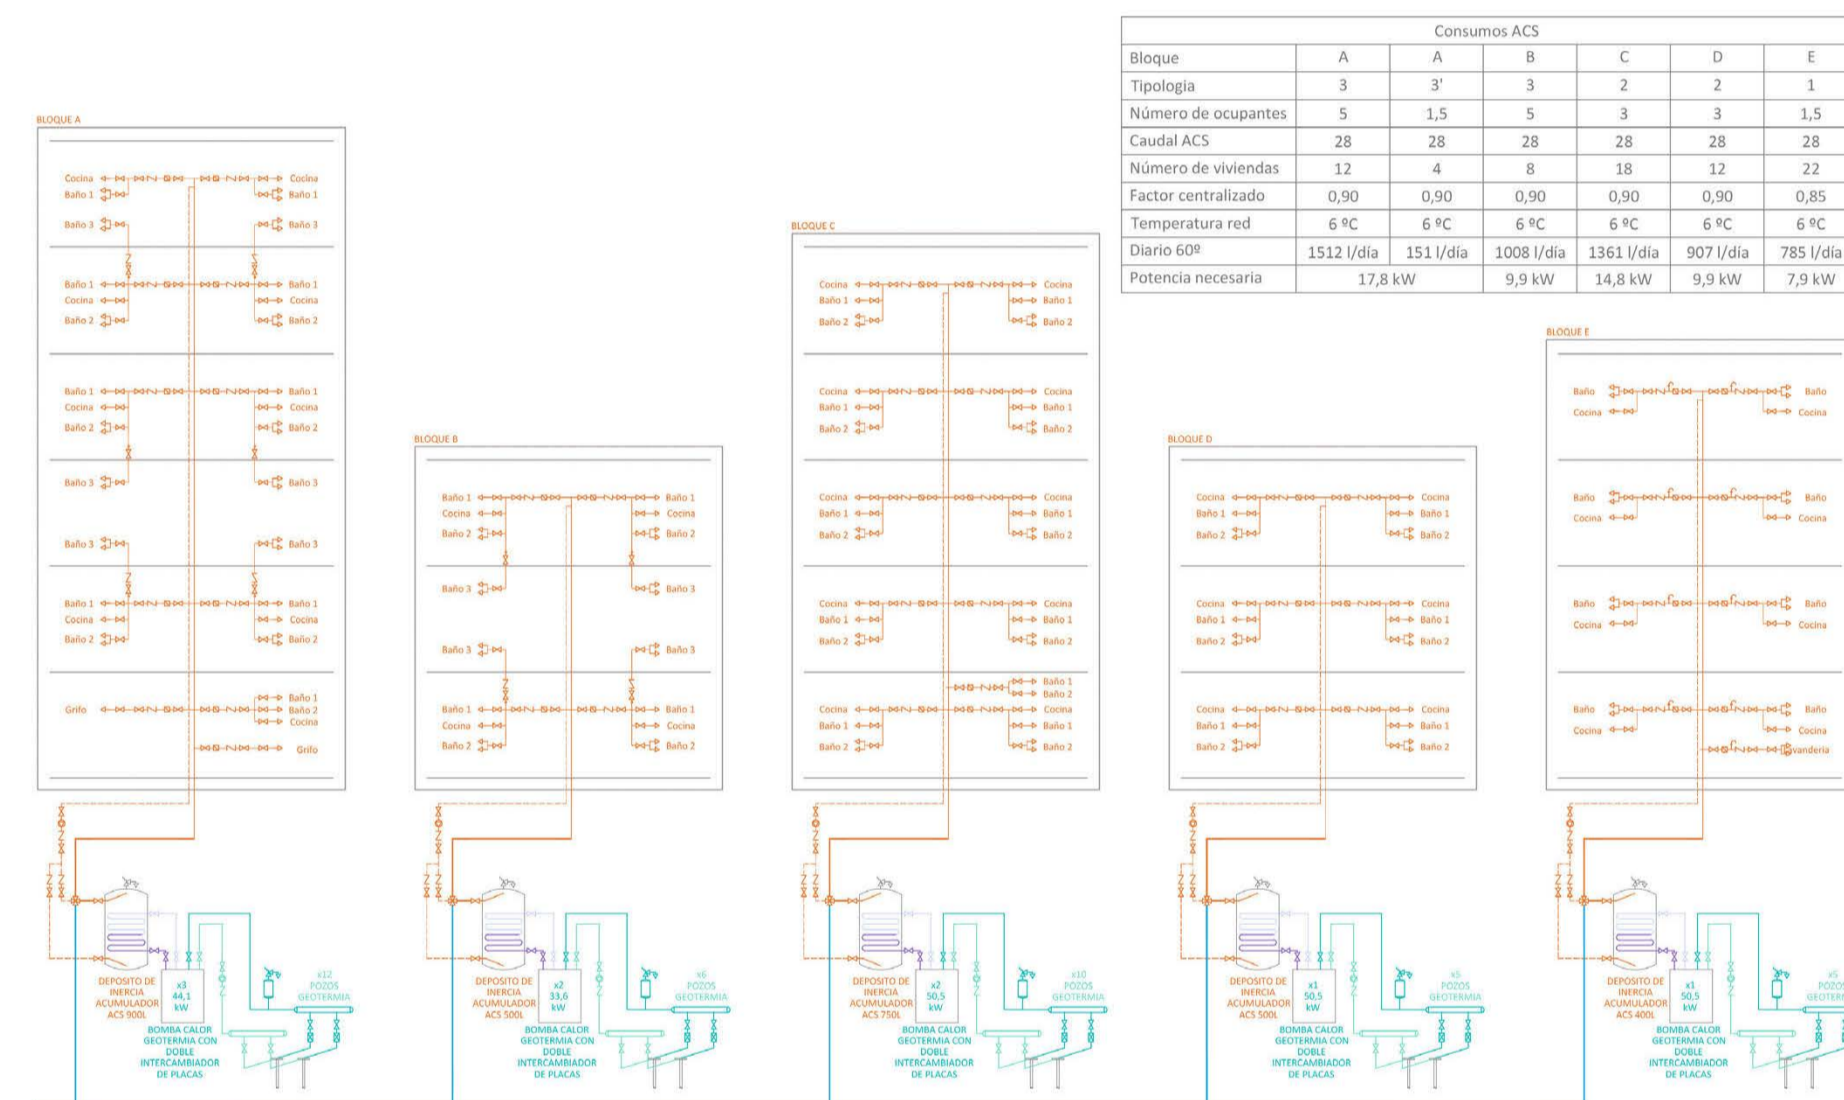 Consumos ACS
Bloque A A B C D E
Tipologia 3 3' 3 2 2 1
Número de ocupantes 5 1,5 5 3 3 1,5
Caudal ACS 28 28 28 28 28 28
Número de viviendas 12 4 8 18 12 22
Factor centralizado 0,90 0,90 0,90 0,90 0,90 0,85
Temperatura red 6 ºC 6 ºC 6 ºC 6 ºC 6 ºC 6 ºC
Diario 60º 1512 l/día 151 l/día 1008 l/día 1361 l/día 907 l/día 785 l/día
Potencia necesaria 17,8 kW 9,9 kW 14,8 kW 9,9 kW 7,9 kW
BLOQUE A
Cocina Cocina
Baño 1 Baño 1
Baño 3 Baño 3
Baño 1 Baño 1
Cocina Cocina
Baño 2 Baño 2
Baño 1 Baño 1
Cocina Cocina
Baño 2 Baño 2
Baño 3 Baño 3
Baño 3 Baño 3
Baño 1 Baño 1
Cocina Cocina
Baño 2 Baño 2
Baño 1
Grifo Baño 2
Cocina
Grifo
DEPOSITO DE
INERCIA
ACUMULADOR
ACS 900L
x3
44,1
kW
BOMBA CALOR
GEOTERMIA CON
DOBLE
INTERCAMBIADOR
DE PLACAS
x12
POZOS
GEOTERMIA
BLOQUE B
Baño 1 Baño 1
Cocina Cocina
Baño 2 Baño 2
Baño 3 Baño 3
Baño 3 Baño 3
Baño 1 Baño 1
Cocina Cocina
Baño 2 Baño 2
DEPOSITO DE
INERCIA
ACUMULADOR
ACS 500L
x2
33,6
kW
BOMBA CALOR
GEOTERMIA CON
DOBLE
INTERCAMBIADOR
DE PLACAS
x6
POZOS
GEOTERMIA
BLOQUE C
Cocina Cocina
Baño 1 Baño 1
Baño 2 Baño 2
Cocina Cocina
Baño 1 Baño 1
Baño 2 Baño 2
Cocina Cocina
Baño 1 Baño 1
Baño 2 Baño 2
Cocina Cocina
Baño 1 Baño 1
Baño 2 Baño 2
Baño 1
Baño 2
Cocina Cocina
Baño 1 Baño 1
Baño 2 Baño 2
DEPOSITO DE
INERCIA
ACUMULADOR
ACS 750L
x2
50,5
kW
BOMBA CALOR
GEOTERMIA CON
DOBLE
INTERCAMBIADOR
DE PLACAS
x10
POZOS
GEOTERMIA
BLOQUE D
Cocina Cocina
Baño 1 Baño 1
Baño 2 Baño 2
Cocina Cocina
Baño 1 Baño 1
Baño 2 Baño 2
Cocina Cocina
Baño 1 Baño 1
Baño 2 Baño 2
DEPOSITO DE
INERCIA
ACUMULADOR
ACS 500L
x1
50,5
kW
BOMBA CALOR
GEOTERMIA CON
DOBLE
INTERCAMBIADOR
DE PLACAS
x5
POZOS
GEOTERMIA
BLOQUE E
Baño Baño
Cocina Cocina
Baño Baño
Cocina Cocina
Baño Baño
Cocina Cocina
Baño Baño
Cocina Cocina
DEPOSITO DE
INERCIA
ACUMULADOR
ACS 400L
x1
50,5
kW
BOMBA CALOR
GEOTERMIA CON
DOBLE
INTERCAMBIADOR
DE PLACAS
x5
POZOS